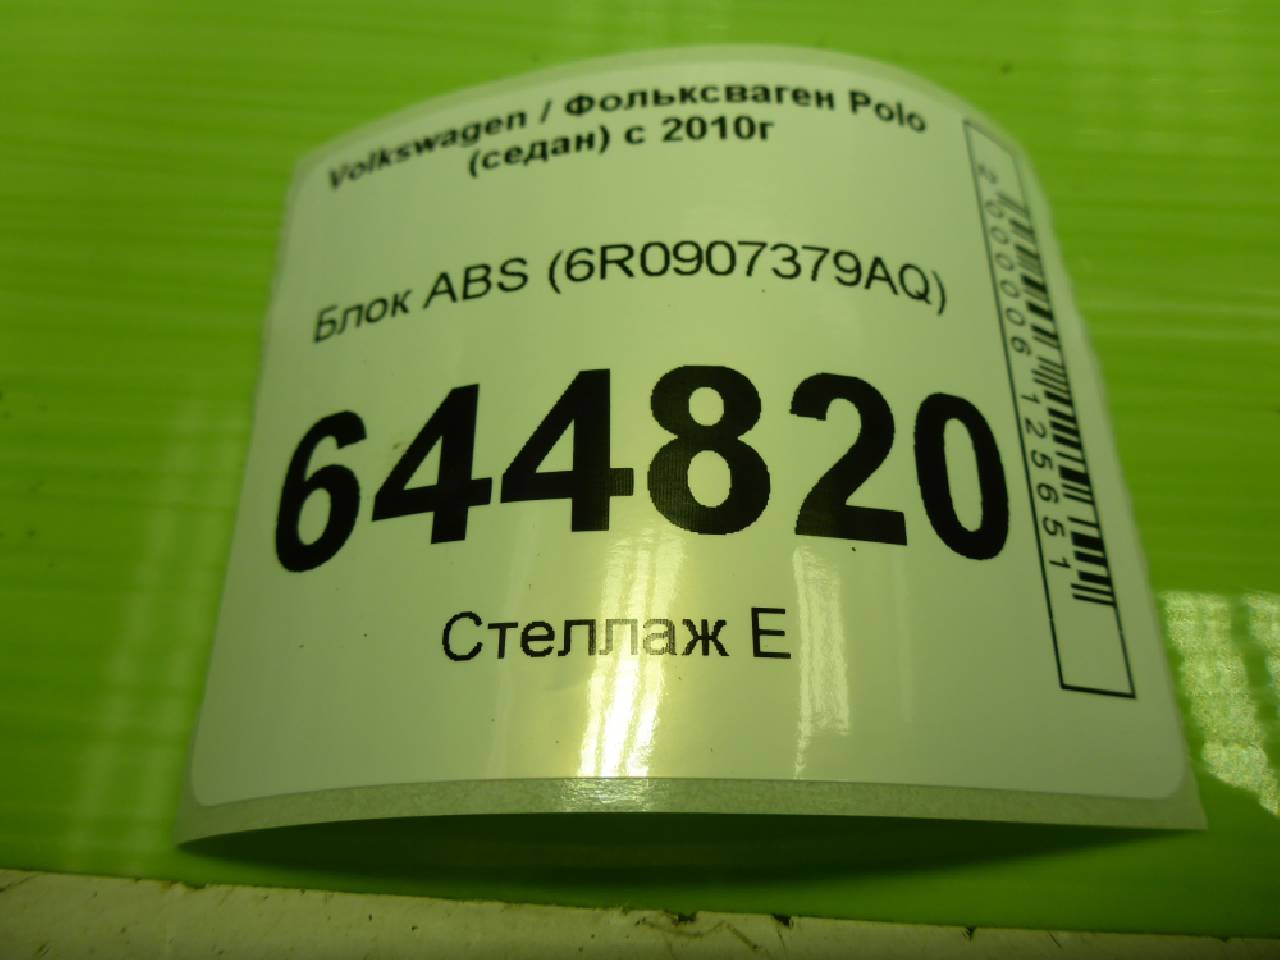 Volkswagen / Фольксваген Polo
(седан) с 2010г
Блок ABS (6R0907379AQ)
644820
Стеллаж Е
2000006125651